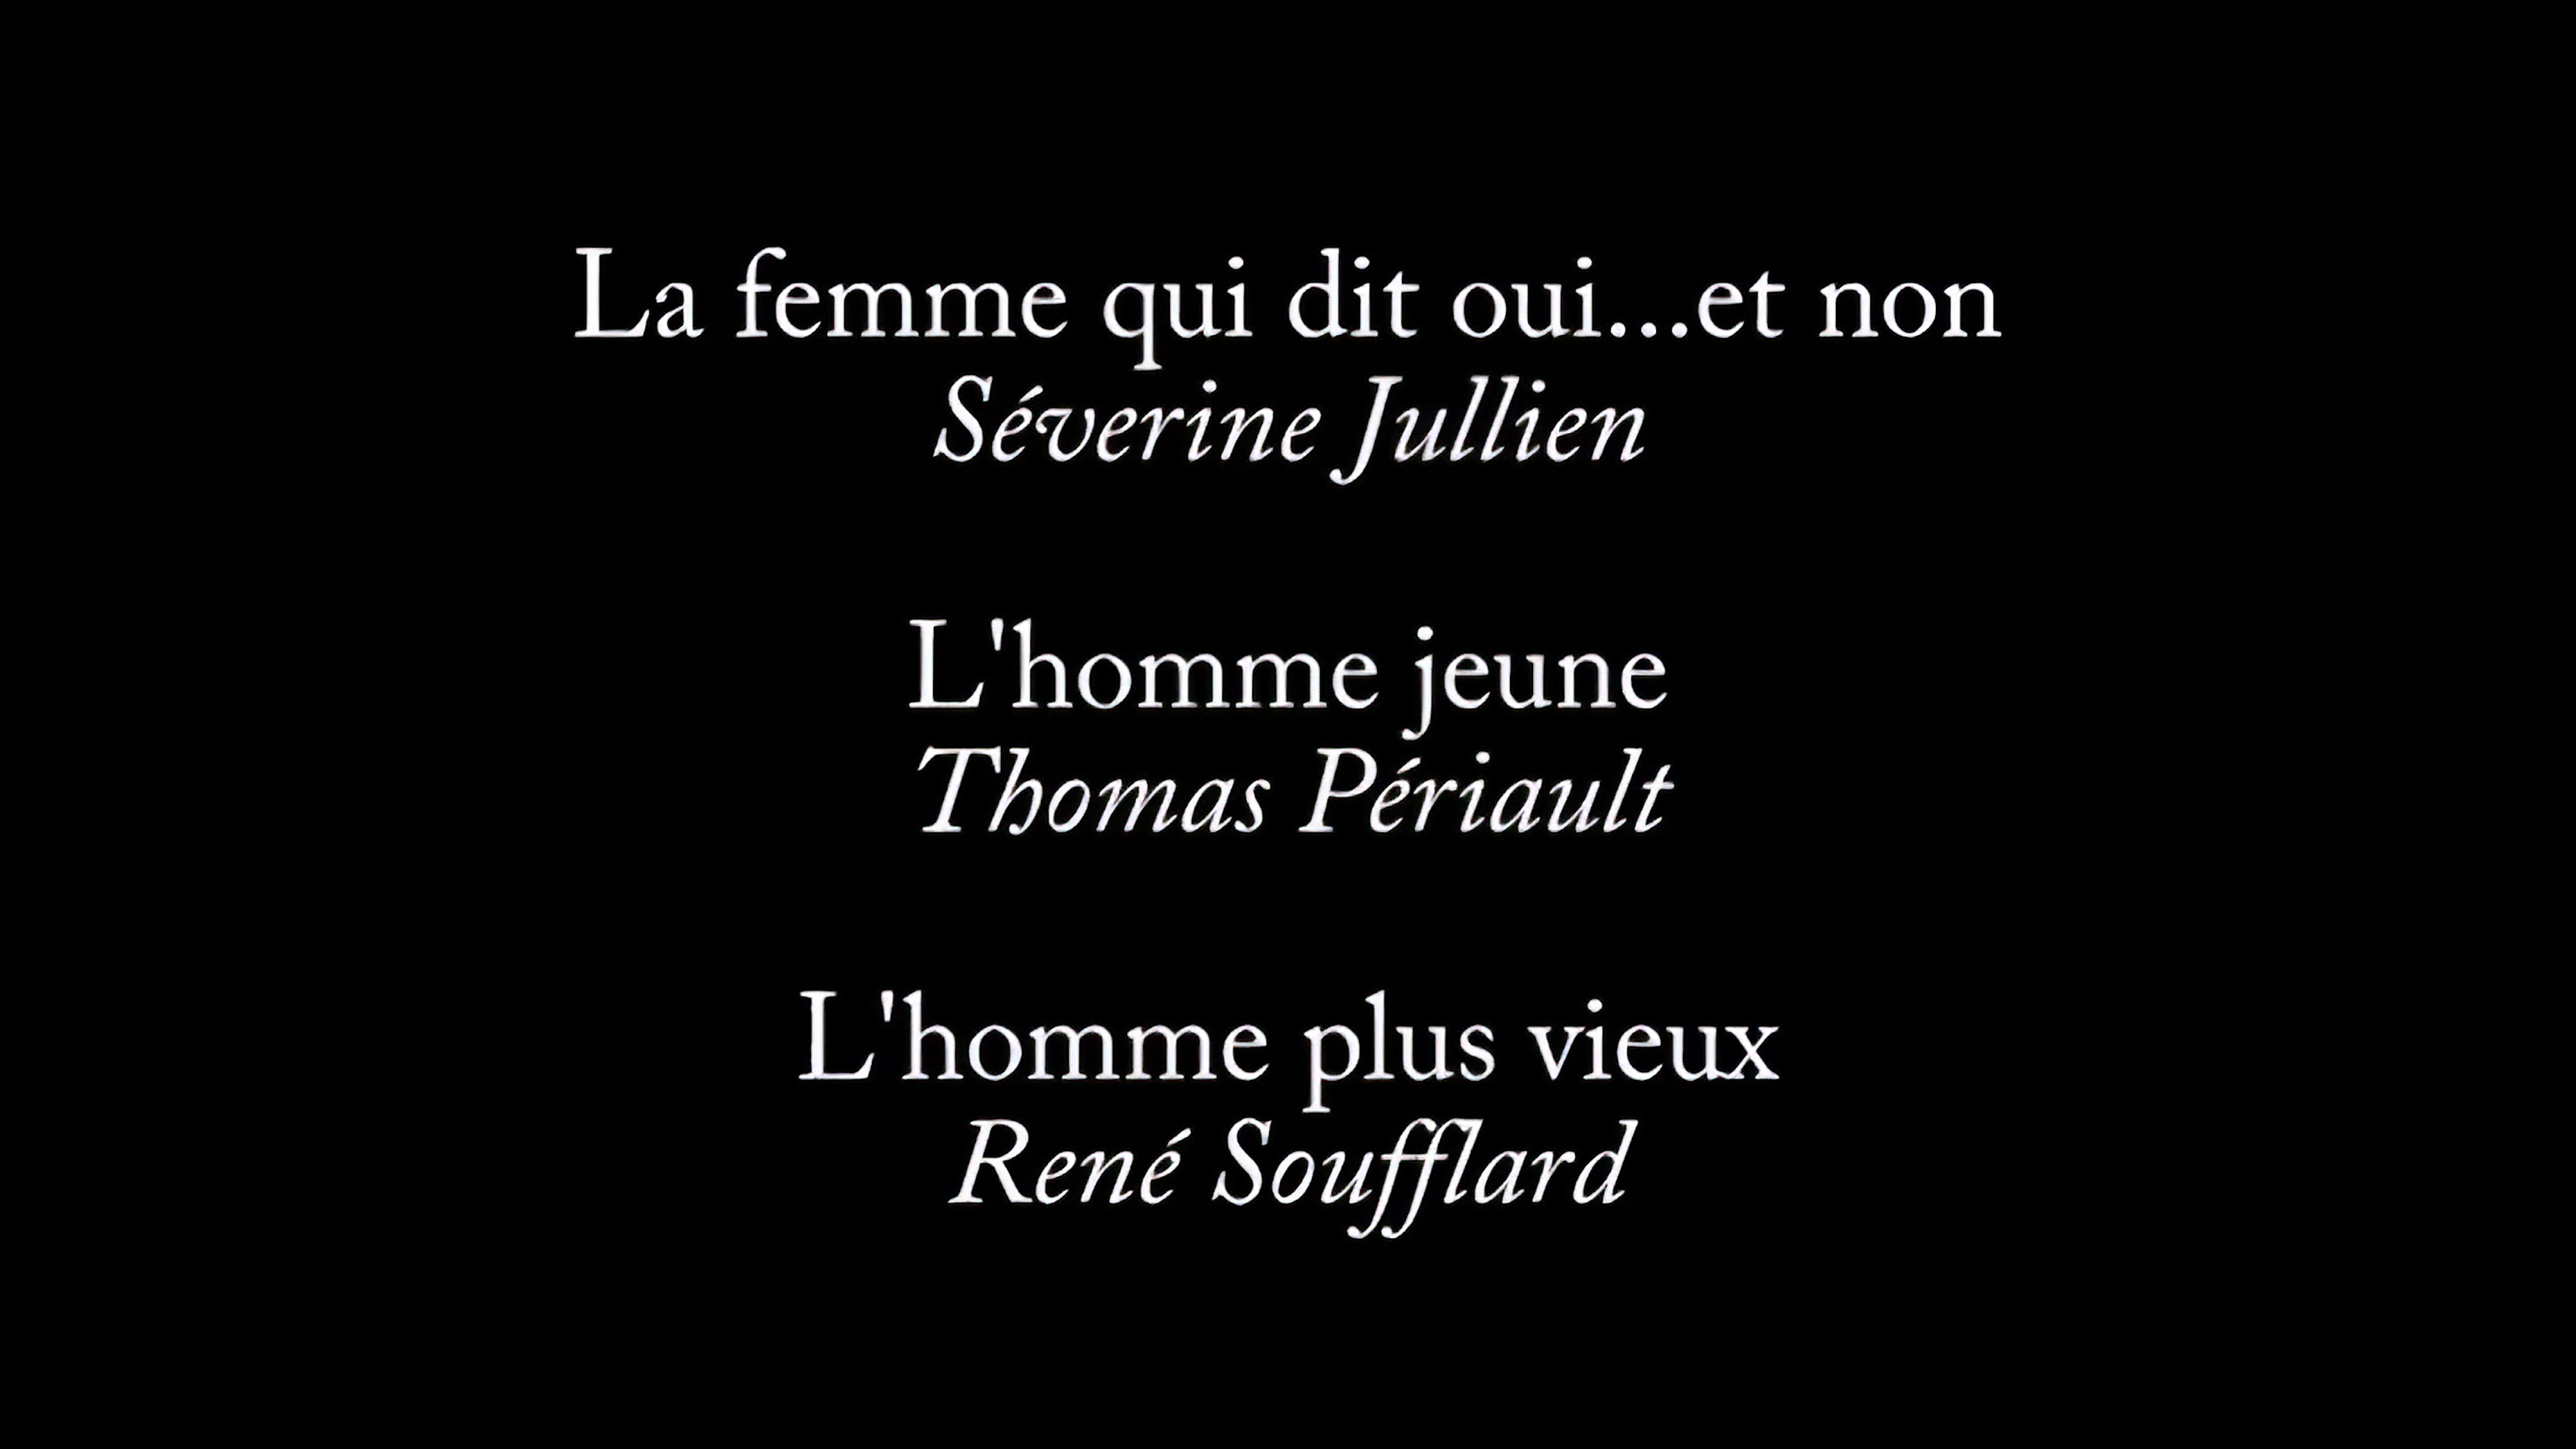 La femme qui dit oui...et non
Séverine Jullien
L'homme jeune
Thomas Périault
L'homme plus vieux
René Soufflard